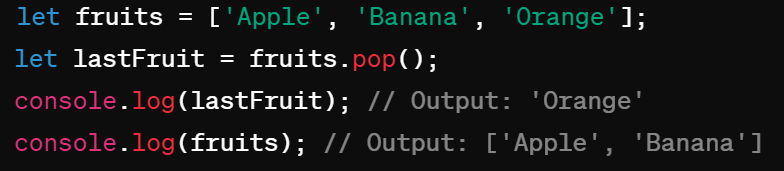 let fruits = ['Apple', 'Banana', 'Orange'];
let lastFruit = fruits.pop();
console.log(lastFruit); // Output: 'Orange'
console.log(fruits); // Output: ['Apple', 'Banana']